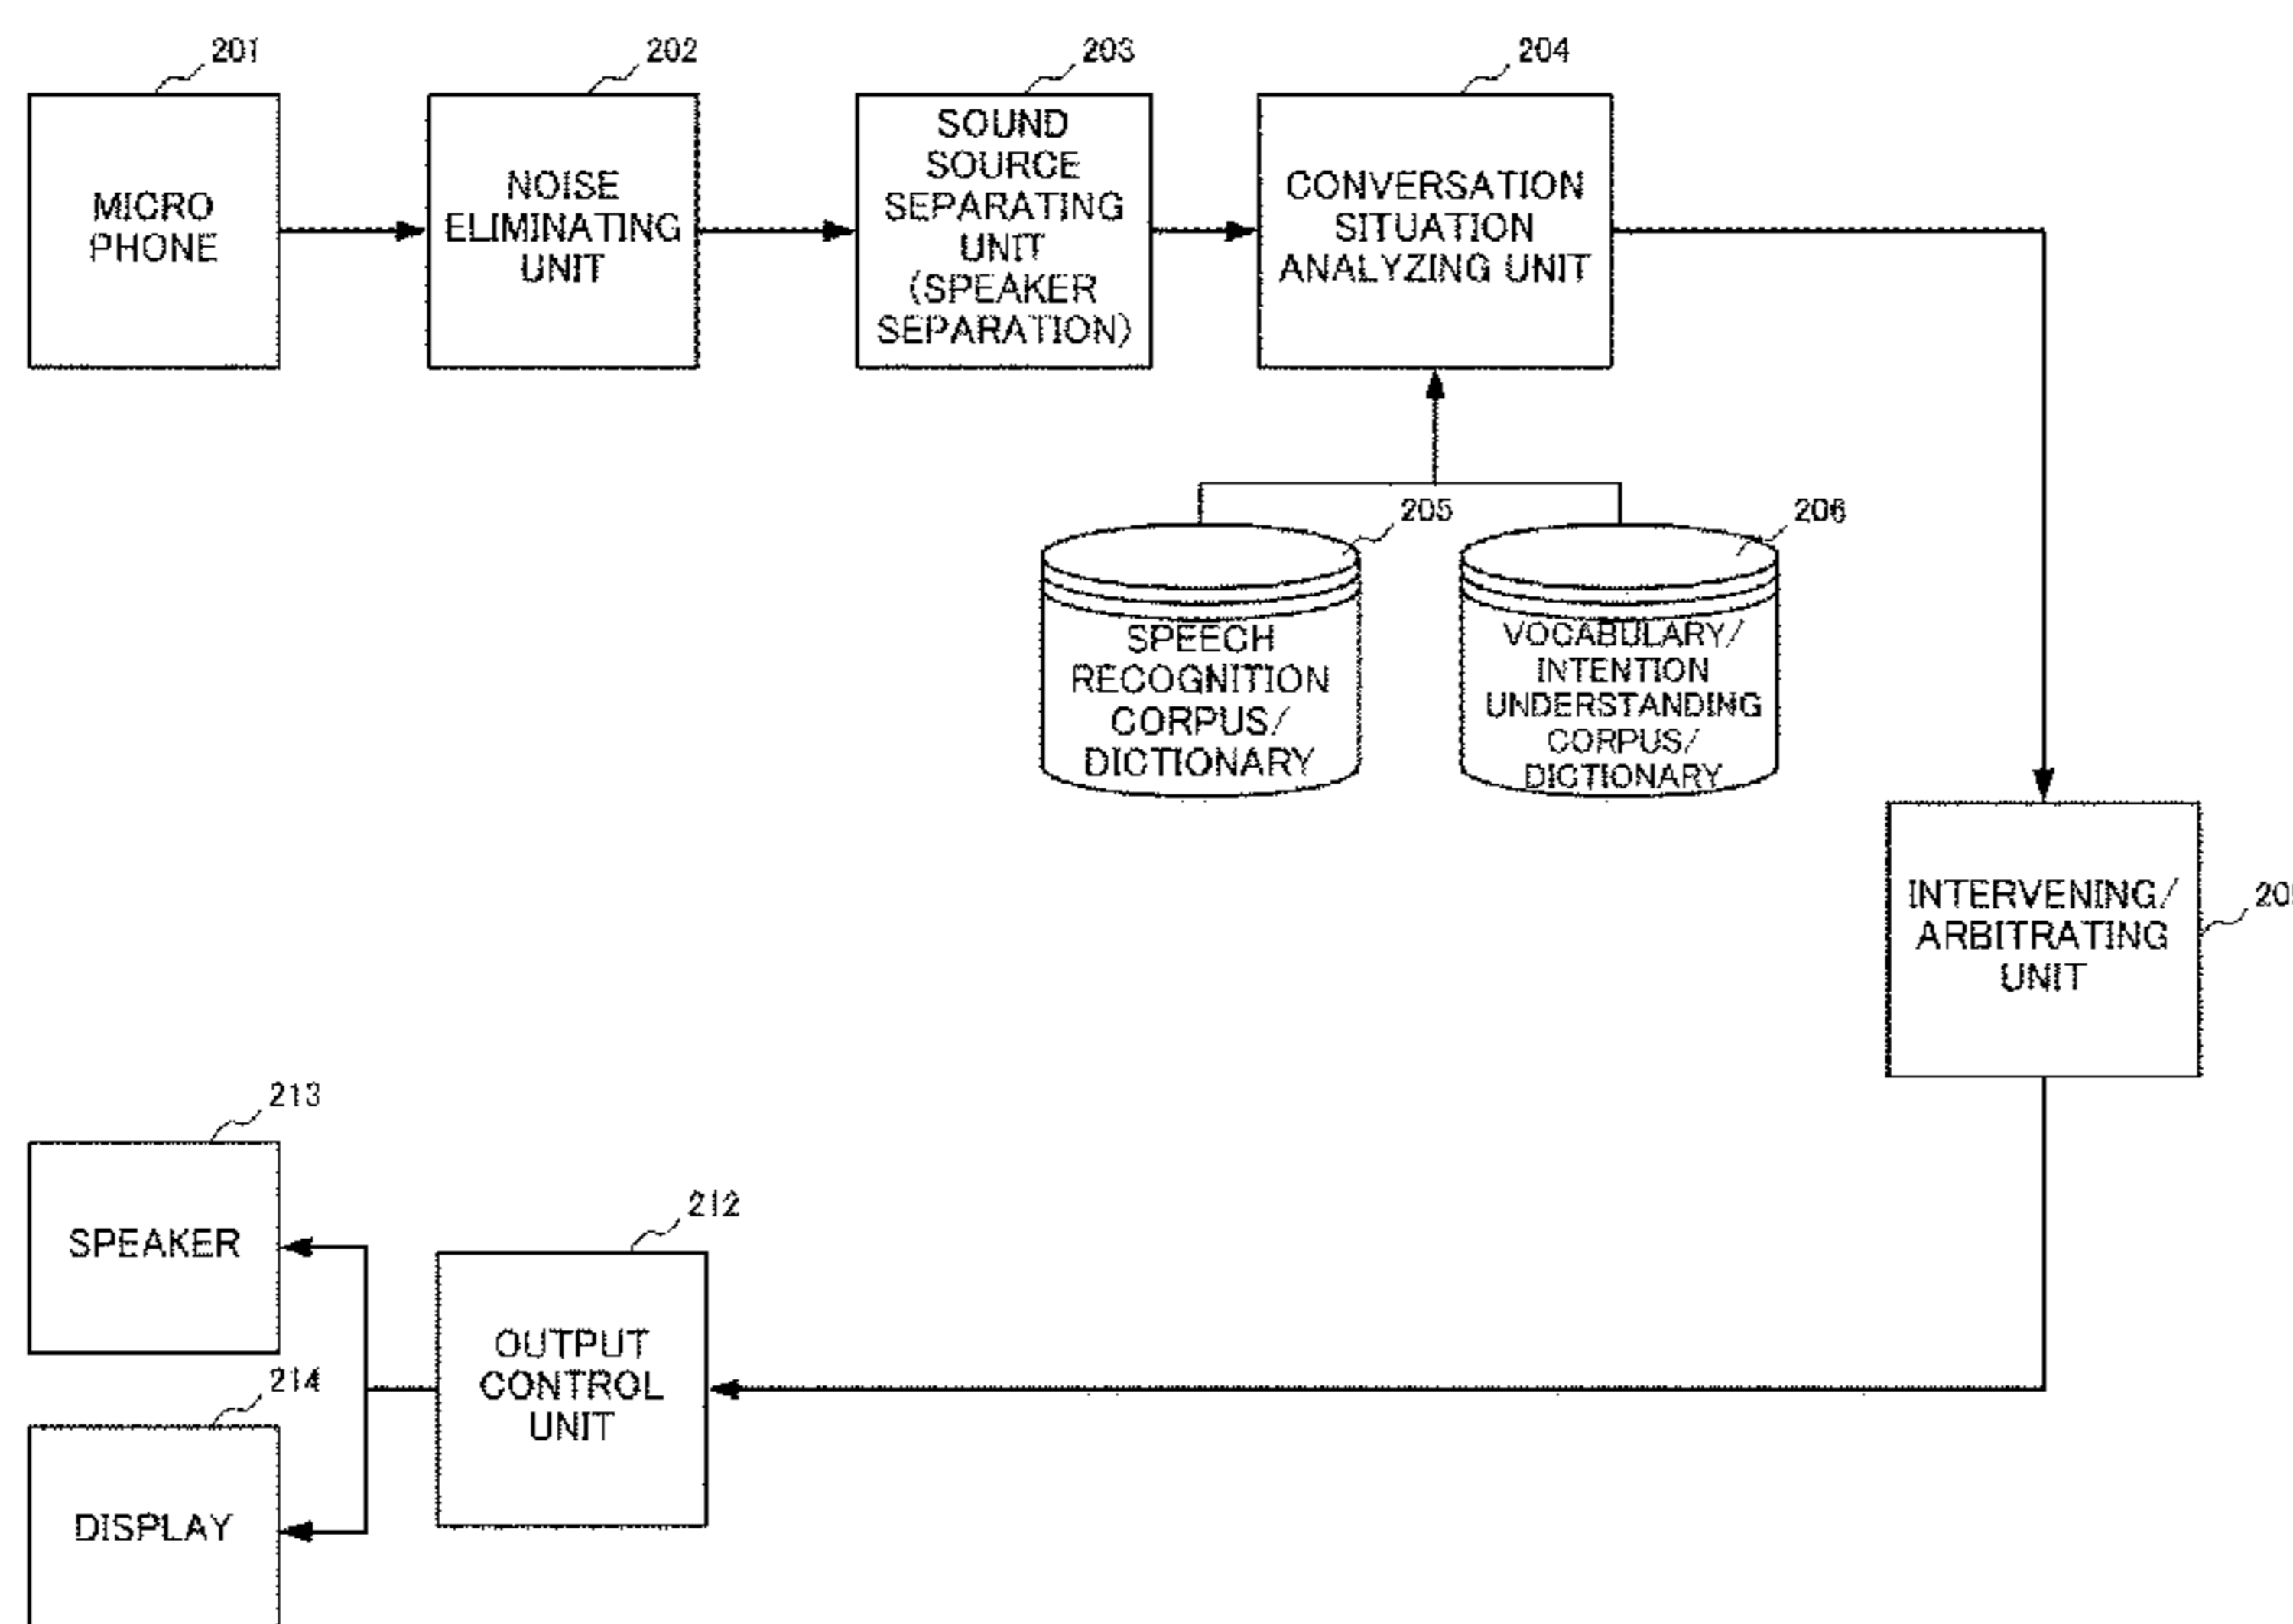 201
202
203
204
MICRO
PHONE
NOISE
ELIMINATING
UNIT
SOUND
SOURCE
SEPARATING
UNIT
(SPEAKER
SEPARATION)
CONVERSATION
SITUATION
ANALYZING UNIT
205
206
SPEECH
RECOGNITION
CORPUS/
DICTIONARY
VOCABULARY/
INTENTION
UNDERSTANDING
CORPUS/
DICTIONARY
INTERVENING/
ARBITRATING
UNIT
213
SPEAKER
212
OUTPUT
CONTROL
UNIT
214
DISPLAY